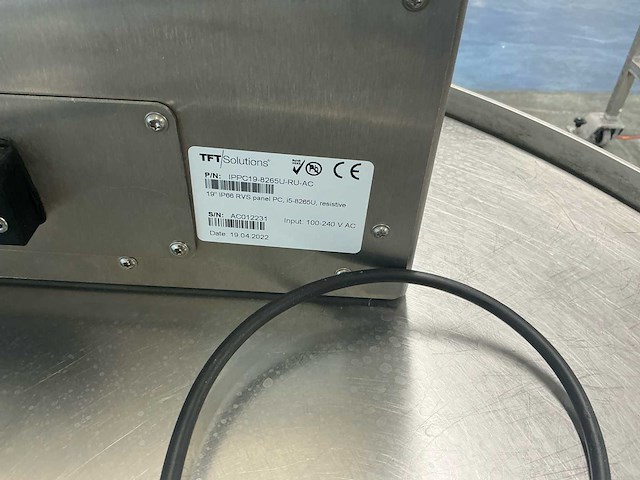 TFT Solutions®
P/N: IPPC19-8265U-RU-AC
19" IP66 RVS panel PC, i5-8265U, resistive
S/N: AC012231
Input: 100-240 V AC
Date: 19.04.2022